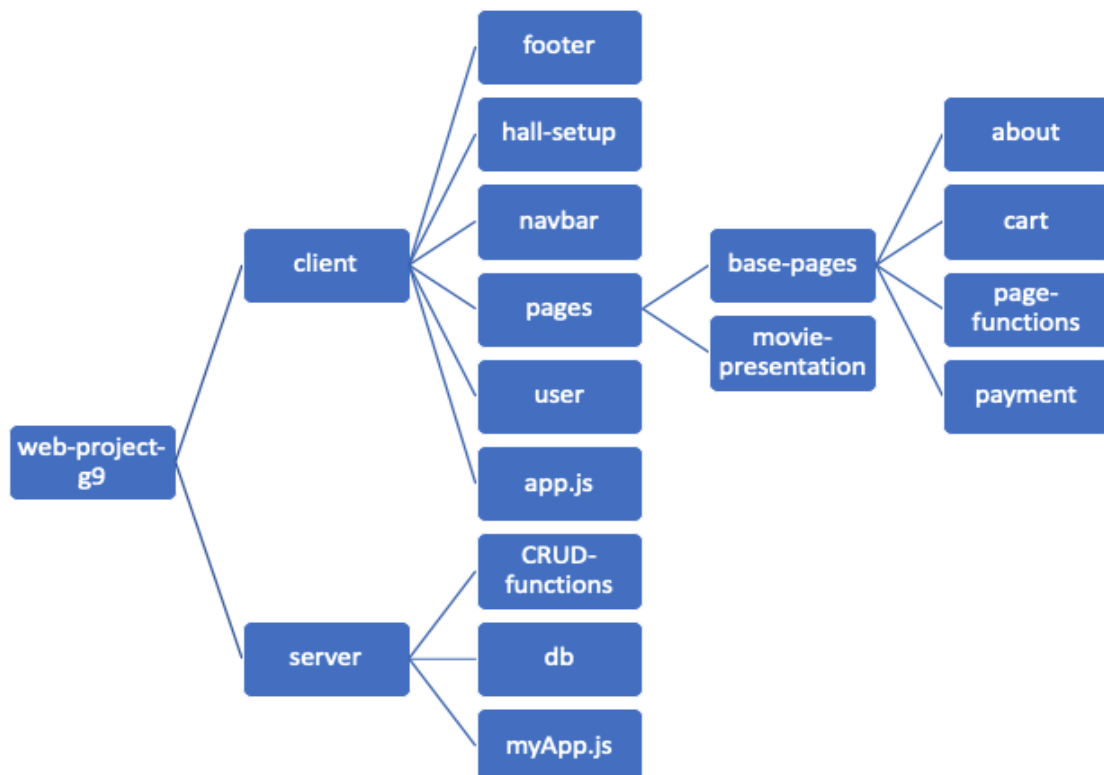 footer
hall-setup
about
navbar
cart
client
base-pages
pages
page-
functions
movie-
presentation
user
payment
web-project-
g9
app.js
CRUD-
functions
server
db
myApp.js